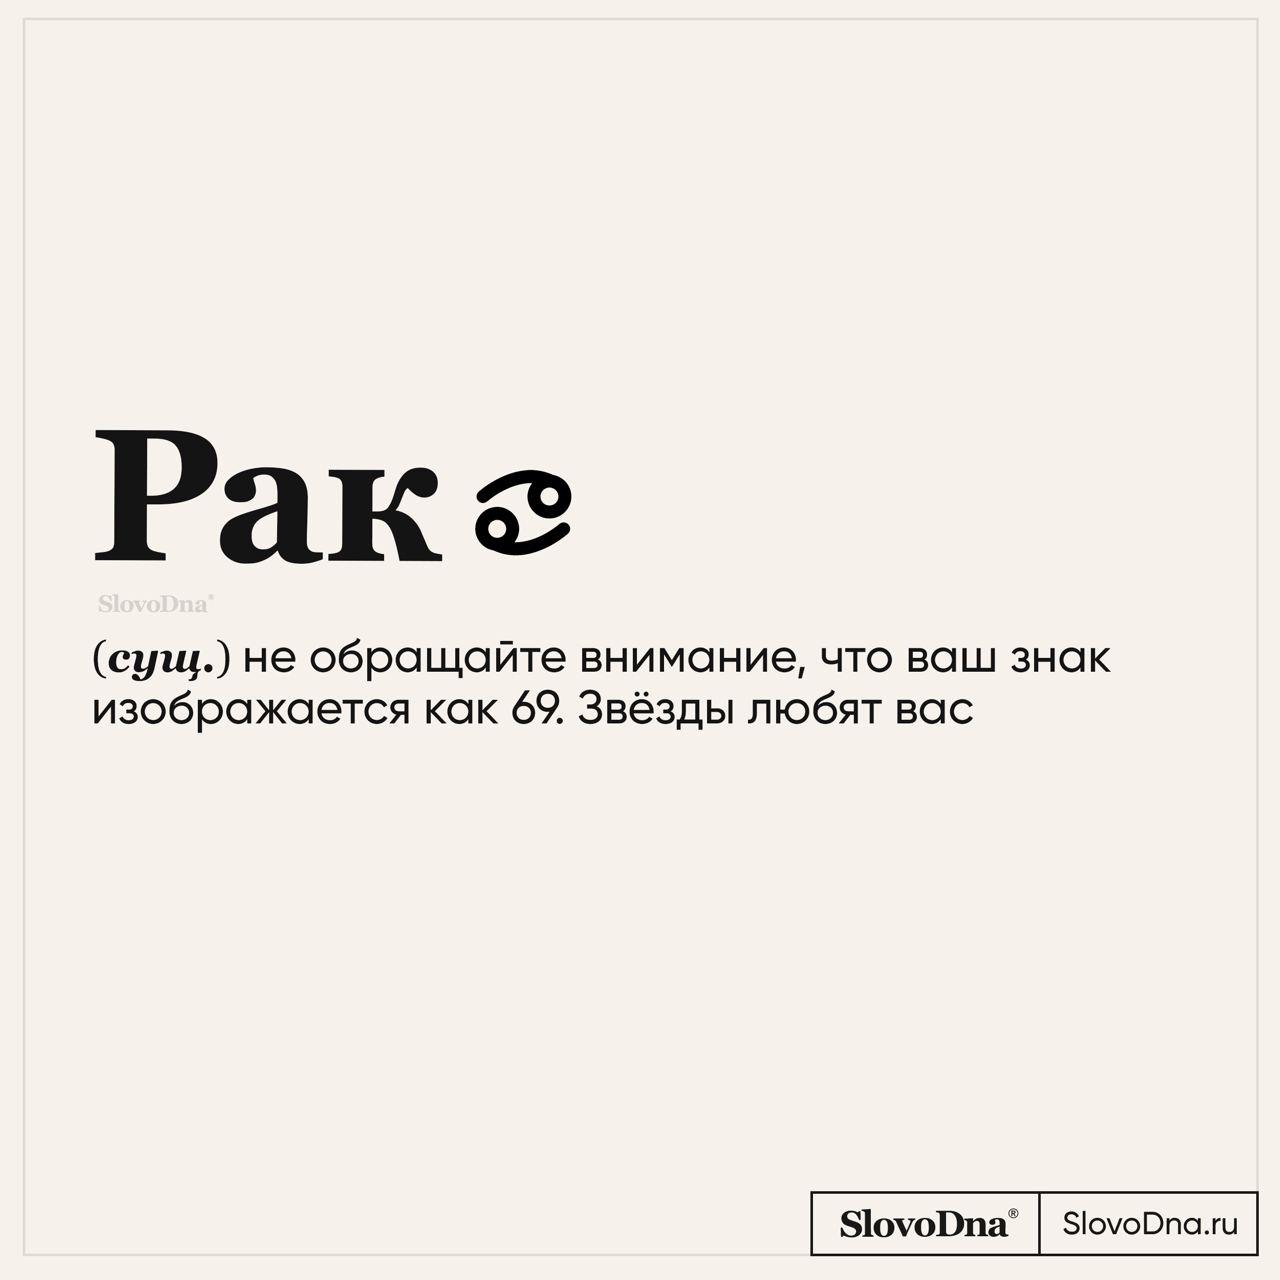 Рак ♋
SlovoDna®
(сущ.) не обращайте внимание, что ваш знак
изображается как 69. Звёзды любят вас
SlovoDna® SlovoDna.ru